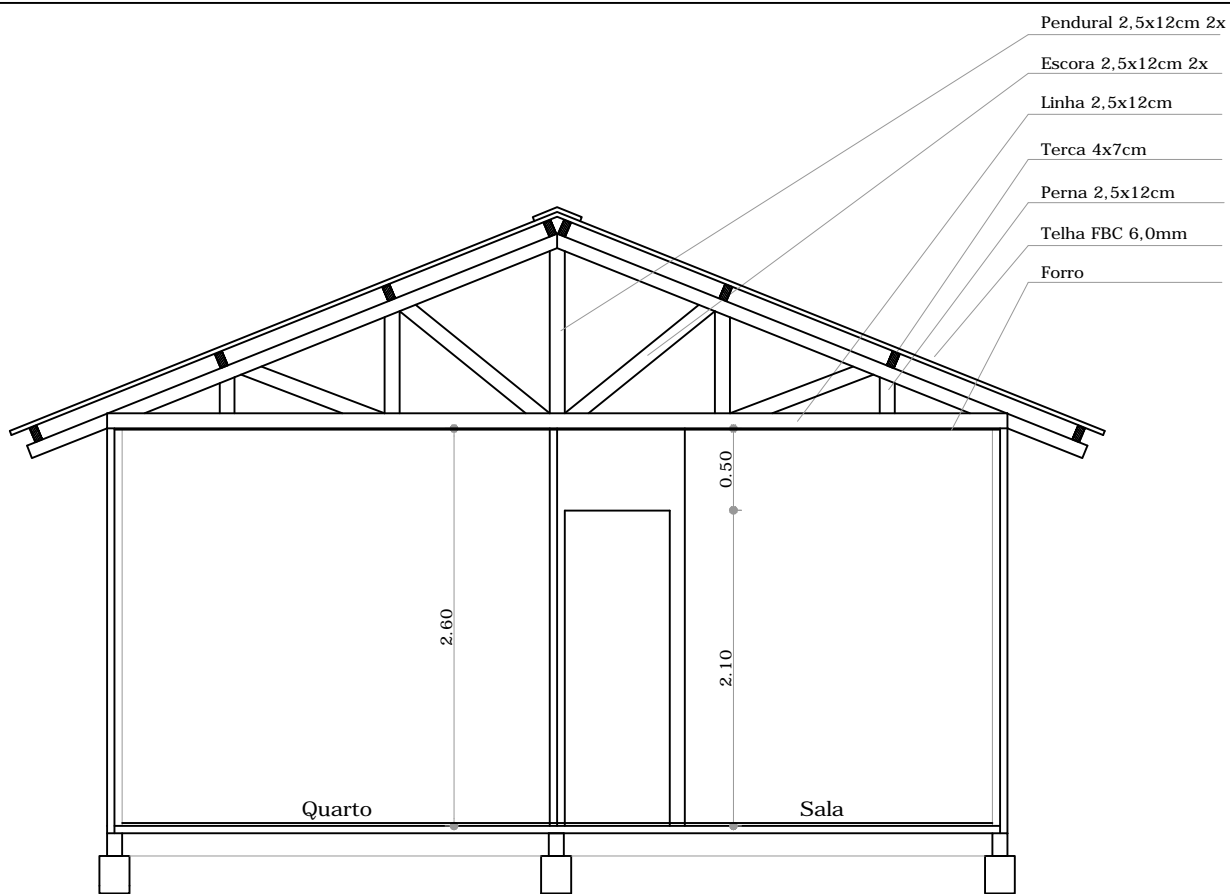 Pendural 2,5x12cm 2x
Escora 2,5x12cm 2x
Linha 2,5x12cm
Terca 4x7cm
Perna 2,5x12cm
Telha FBC 6,0mm
Forro
0.50
2.60
2.10
Quarto
Sala